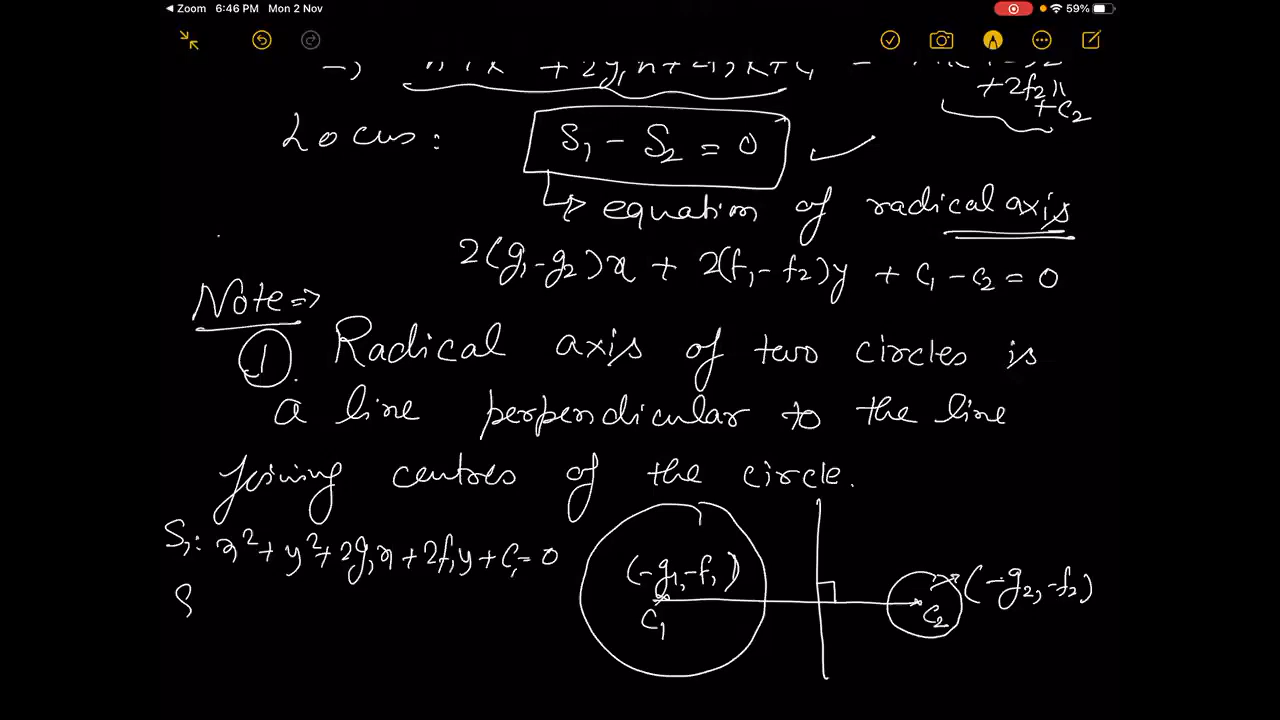 Zoom 6:46 PM Mon 2 Nov 59%
+ 2f₂k
+ c₂
Locus: S₁ - S₂ = 0
equation of radical axis
2(g₁-g₂)x + 2(f₁-f₂)y + c₁ - c₂ = 0
Note =>
1. Radical axis of two circles is
a line perpendicular to the line
joining centres of the circle.
S₁: x² + y² + 2g₁x + 2f₁y + c₁ = 0
S
(-g₁, -f₁)
C₁
C₂
(-g₂, -f₂)